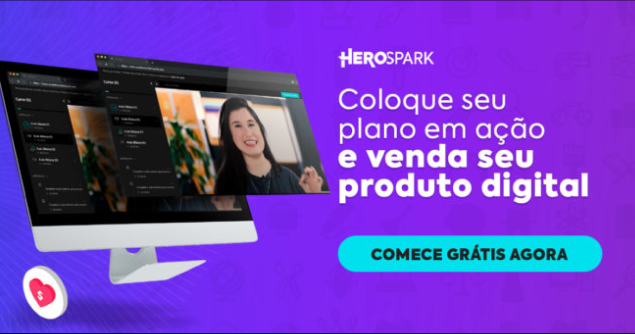 HEROSPARK
Coloque seu
plano em ação
e venda seu
produto digital
COMECE GRÁTIS AGORA